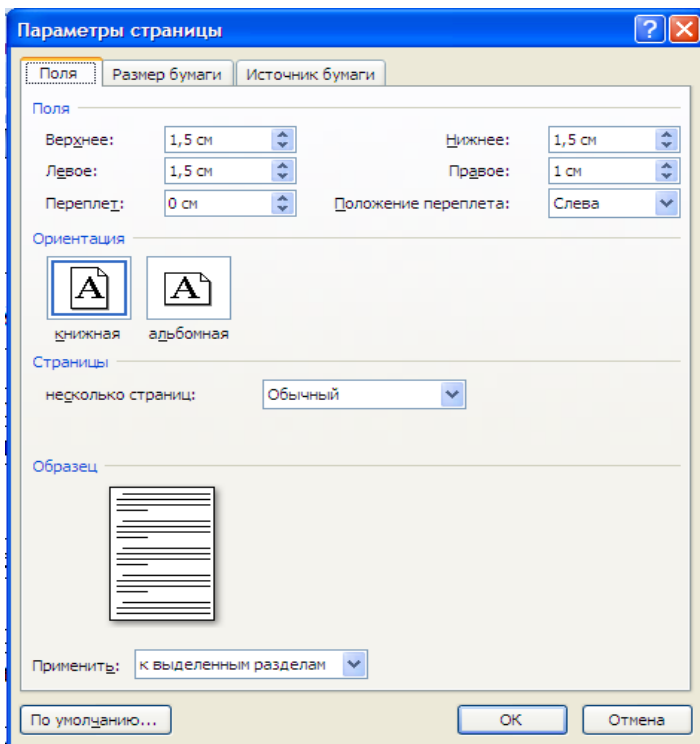 Параметры страницы
Поля Размер бумаги Источник бумаги
Поля
Верхнее: 1,5 см Нижнее: 1,5 см
Левое: 1,5 см Правое: 1 см
Переплет: 0 см Положение переплета: Слева
Ориентация
A A
книжная альбомная
Страницы
несколько страниц: Обычный
Образец
Применить: к выделенным разделам
По умолчанию... ОК Отмена